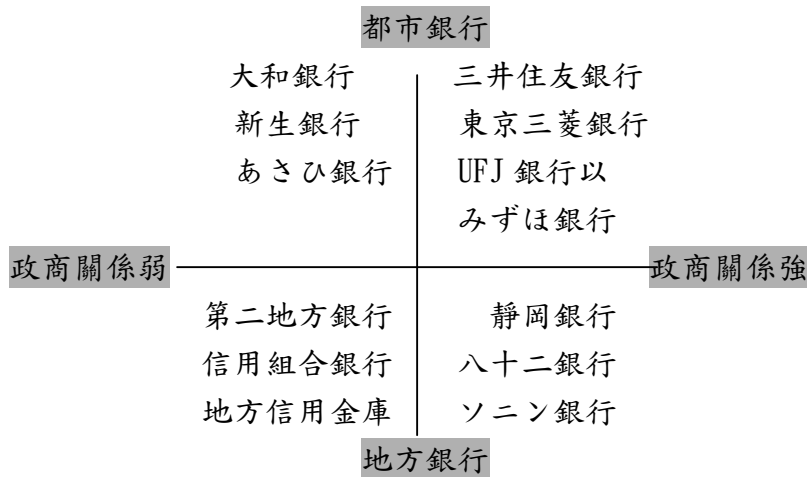 都市銀行
大和銀行
新生銀行
あさひ銀行
三井住友銀行
東京三菱銀行
UFJ 銀行以
みずほ銀行
政商關係弱
政商關係強
第二地方銀行
信用組合銀行
地方信用金庫
靜岡銀行
八十二銀行
ソニン銀行
地方銀行